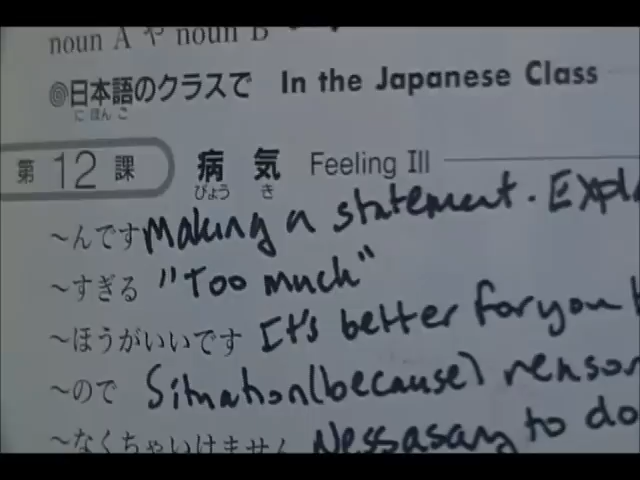 noun A や noun B
日本語のクラスで In the Japanese Class
に ほん ご
第 12 課 病 気 Feeling Ill
びょう き
~んです Making a statement. Expla
~すぎる "Too much"
~ほうがいいです It's better for you
~ので Situation (because) reason
~なくちゃいけません Nessasary to do